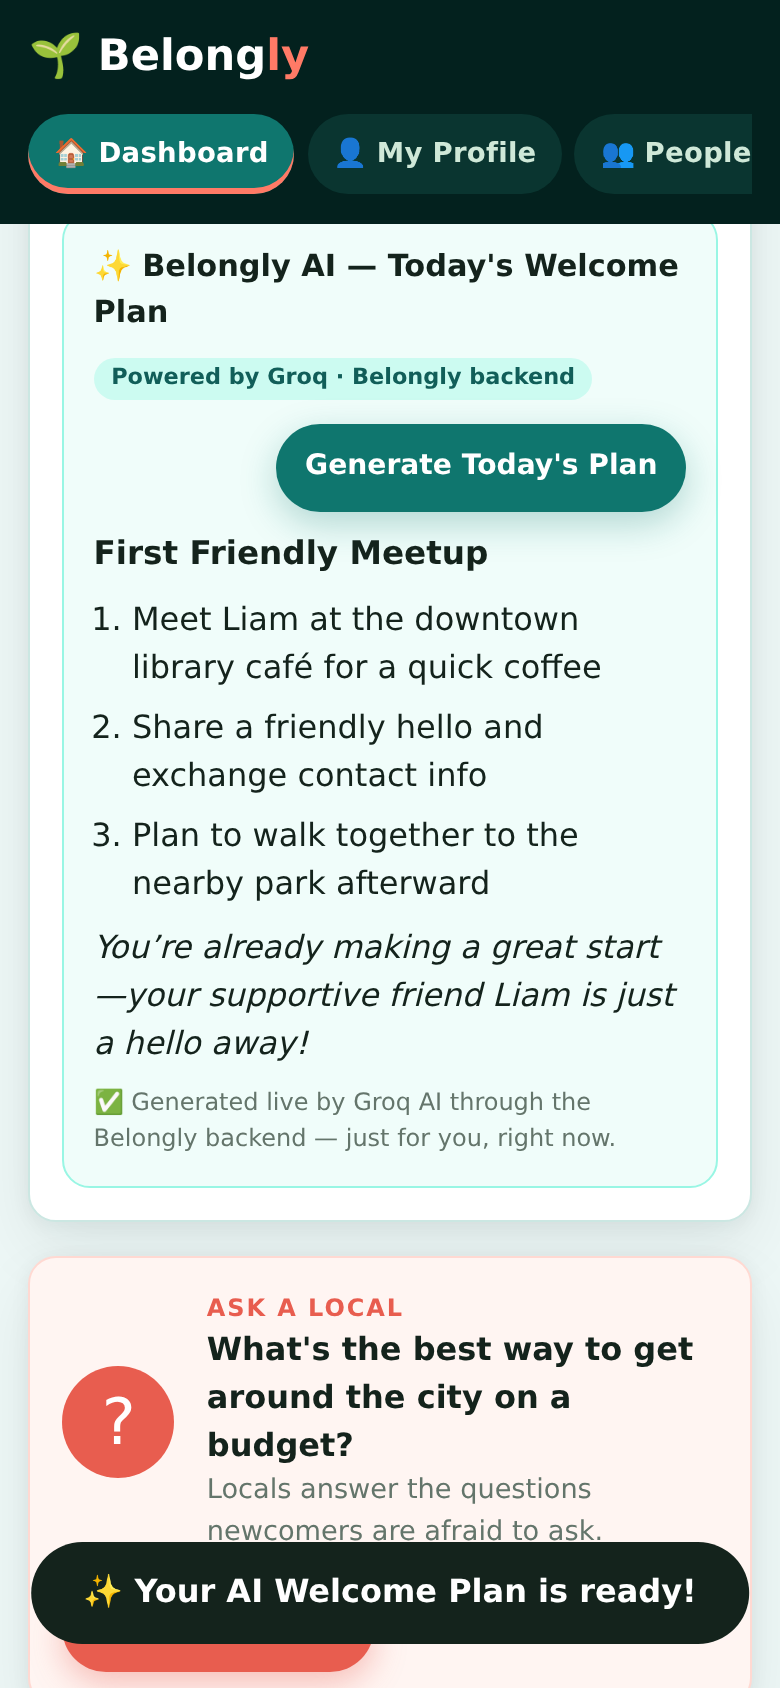 🌱 Belongly
🏠 Dashboard 👤 My Profile 👥 People
✨ Belongly AI — Today's Welcome
Plan
Powered by Groq · Belongly backend
Generate Today's Plan
First Friendly Meetup
1. Meet Liam at the downtown
library café for a quick coffee
2. Share a friendly hello and
exchange contact info
3. Plan to walk together to the
nearby park afterward
You’re already making a great start
—your supportive friend Liam is just
a hello away!
✅ Generated live by Groq AI through the
Belongly backend — just for you, right now.
ASK A LOCAL
?
What's the best way to get
around the city on a
budget?
Locals answer the questions
newcomers are afraid to ask.
✨ Your AI Welcome Plan is ready!